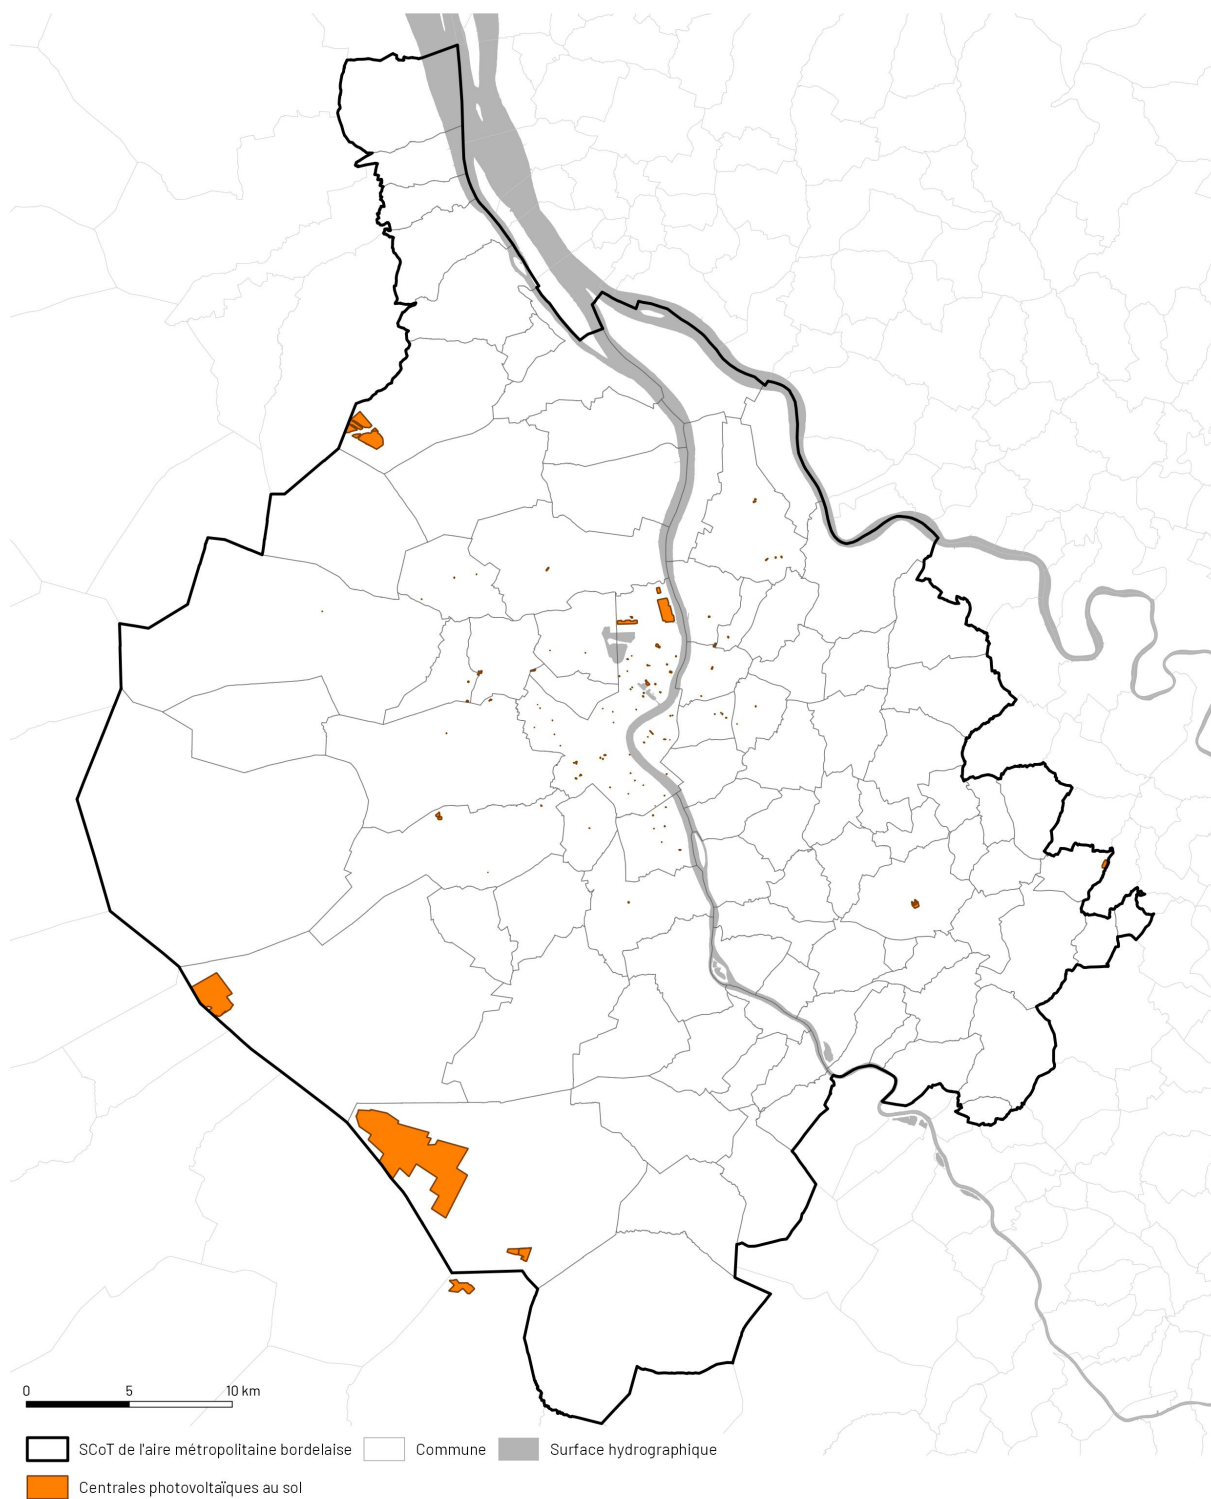 0 5 10 km
SCoT de l'aire métropolitaine bordelaise Commune Surface hydrographique
Centrales photovoltaïques au sol